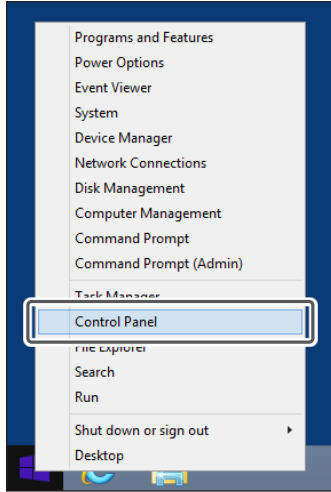 Programs and Features
Power Options
Event Viewer
System
Device Manager
Network Connections
Disk Management
Computer Management
Command Prompt
Command Prompt (Admin)
Task Manager
Control Panel
File Explorer
Search
Run
Shut down or sign out
Desktop